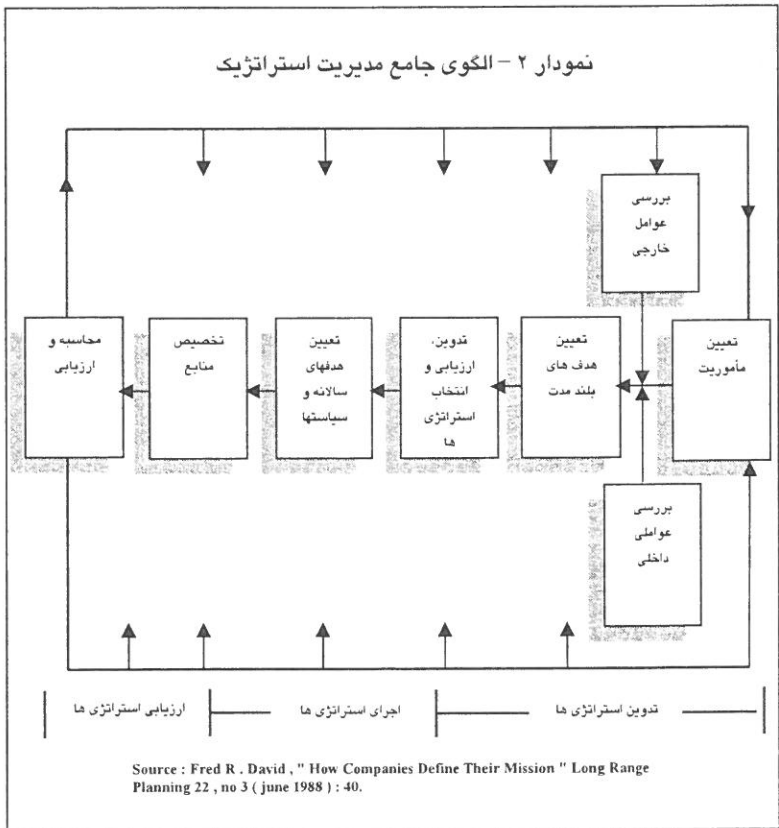 نمودار ۲ – الگوی جامع مدیریت استراتژیک
بررسی
عوامل
خارجی
تعیین
مأموریت
تعیین
هدف های
بلند مدت
تدوین،
ارزیابی و
انتخاب
استراتژی
ها
تعیین
هدفهای
سالانه و
سیاستها
تخصیص
منابع
محاسبه و
ارزیابی
بررسی
عواملی
داخلی
تدوین استراتژی ها
اجرای استراتژی ها
ارزیابی استراتژی ها
Source : Fred R . David , " How Companies Define Their Mission " Long Range
Planning 22 , no 3 ( june 1988 ) : 40.